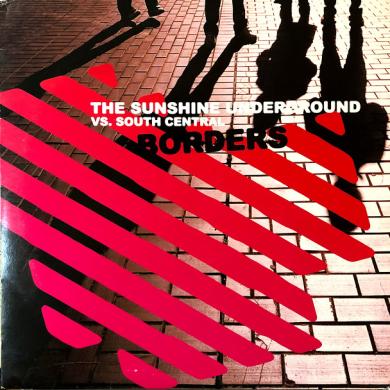 THE SUNSHINE UNDERGROUND
VS. SOUTH CENTRAL
BORDERS